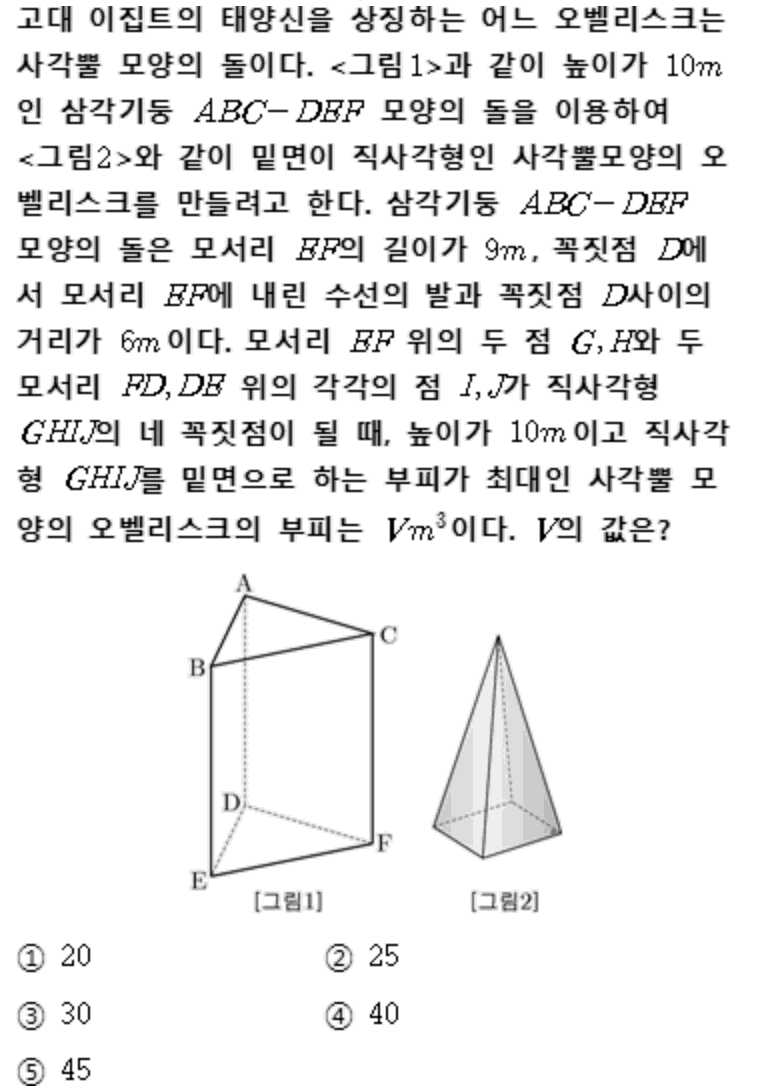 고대 이집트의 태양신을 상징하는 어느 오벨리스크는
사각뿔 모양의 돌이다. <그림1>과 같이 높이가 10m
인 삼각기둥 ABC-DEF 모양의 돌을 이용하여
<그림2>와 같이 밑면이 직사각형인 사각뿔모양의 오
벨리스크를 만들려고 한다. 삼각기둥 ABC-DEF
모양의 돌은 모서리 EF의 길이가 9m, 꼭짓점 D에
서 모서리 EF에 내린 수선의 발과 꼭짓점 D사이의
거리가 6m이다. 모서리 EF 위의 두 점 G, H와 두
모서리 FD, DE 위의 각각의 점 I, J가 직사각형
GHIJ의 네 꼭짓점이 될 때, 높이가 10m이고 직사각
형 GHIJ를 밑면으로 하는 부피가 최대인 사각뿔 모
양의 오벨리스크의 부피는 Vm³이다. V의 값은?
A
C
B
D
F
E
[그림1] [그림2]
① 20 ② 25
③ 30 ④ 40
⑤ 45